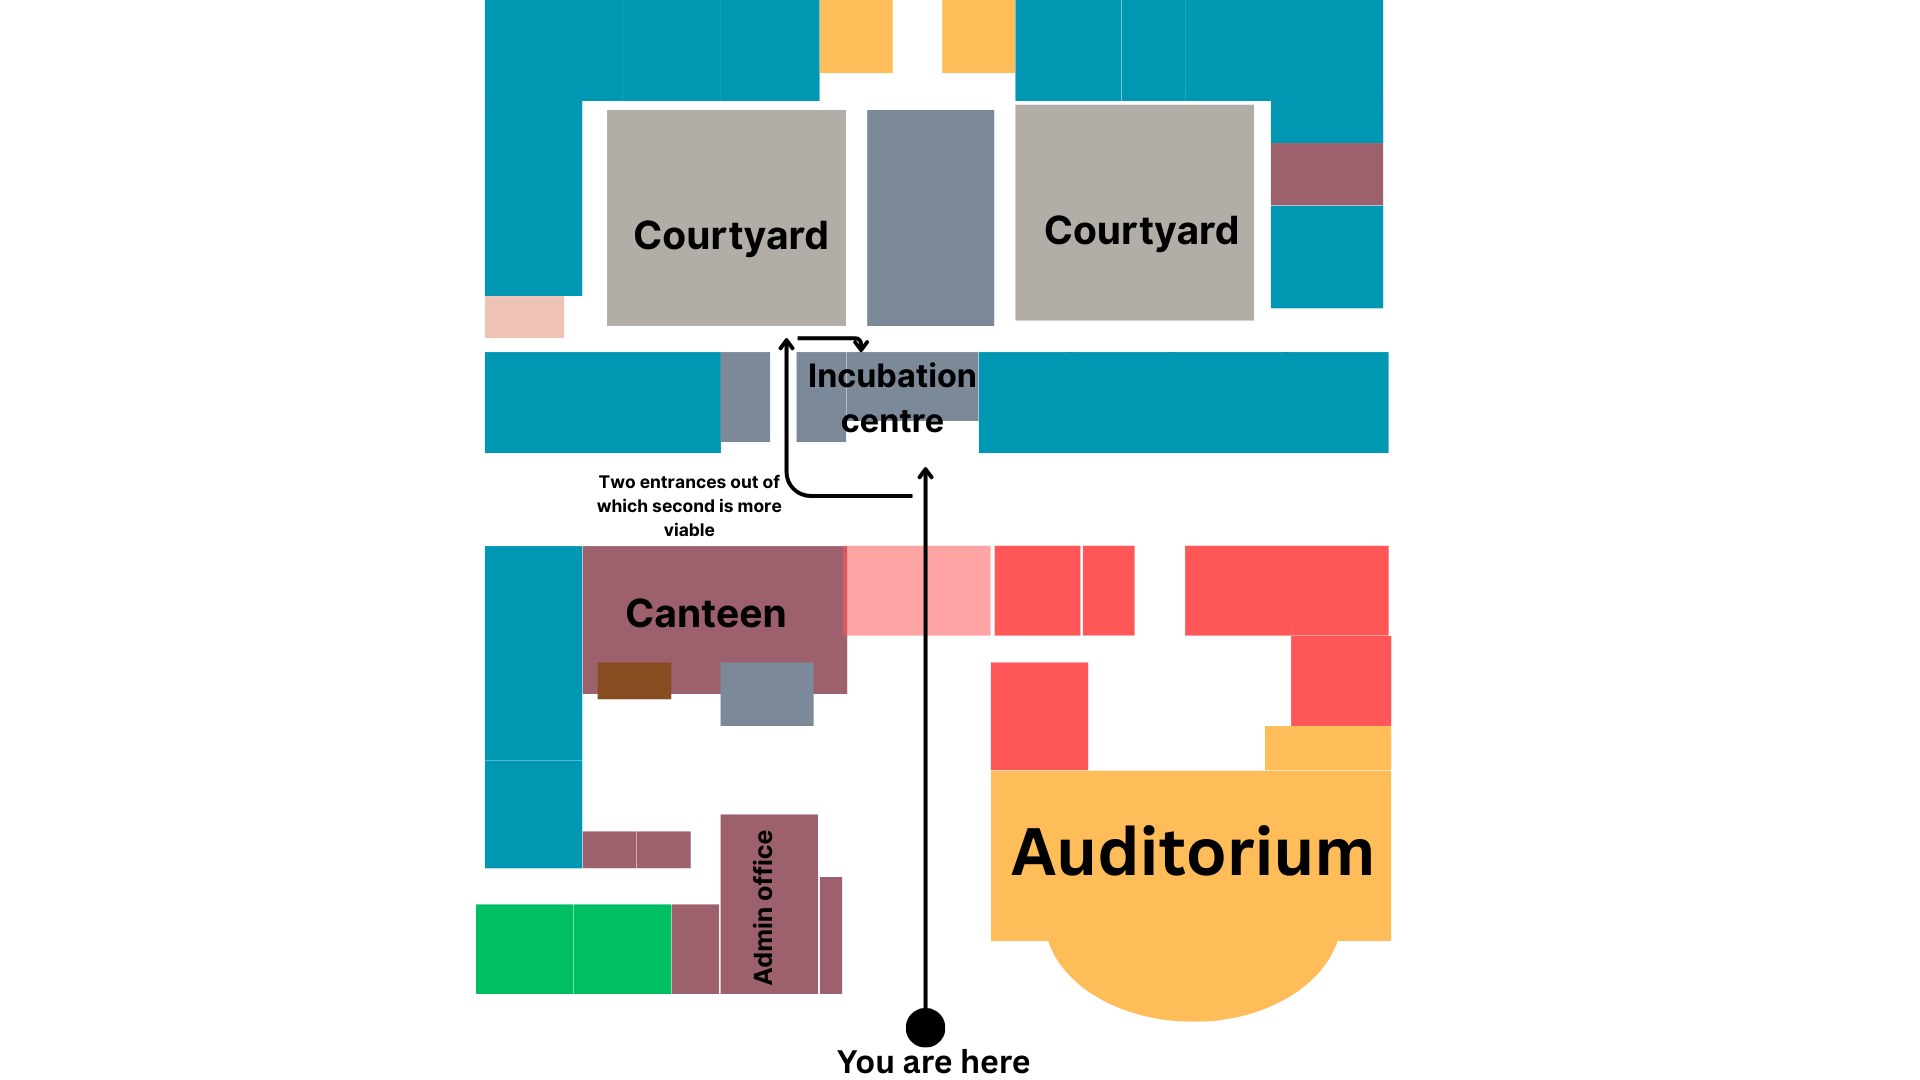 Courtyard
Courtyard
Incubation
centre
Two entrances out of
which second is more
viable
Canteen
Auditorium
Admin office
You are here